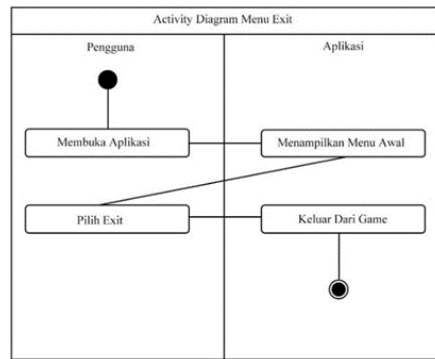 Activity Diagram Menu Exit
Pengguna
Aplikasi
Membuka Aplikasi
Menampilkan Menu Awal
Pilih Exit
Keluar Dari Game